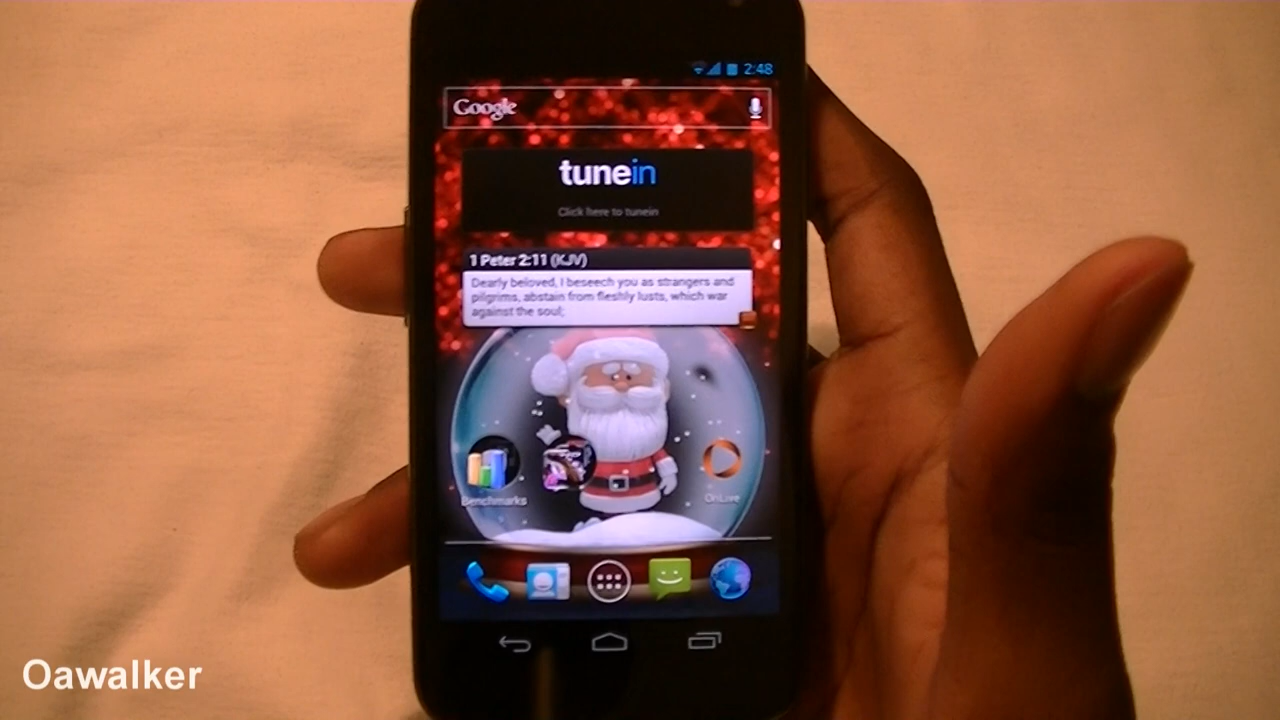 2:48
Google
tunein
Click here to tunein
1 Peter 2:11 (KJV)
Dearly beloved, I beseech you as strangers and
pilgrims, abstain from fleshly lusts, which war
against the soul;
Benchmarks
OnLive
Oawalker